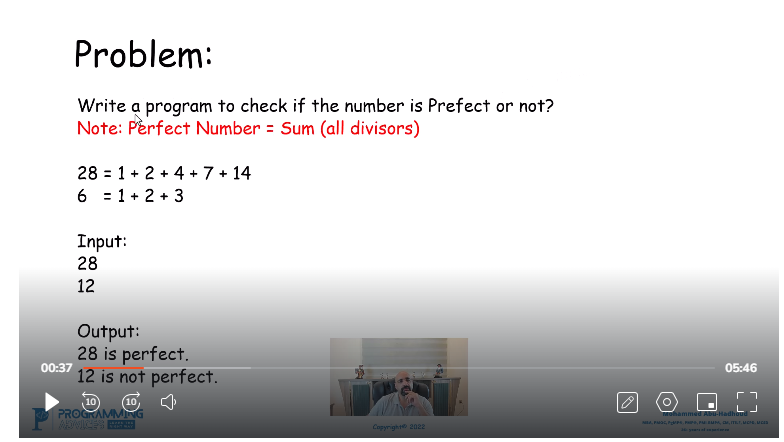 Problem:
Write a program to check if the number is Prefect or not?
Note: Perfect Number = Sum (all divisors)
28 = 1 + 2 + 4 + 7 + 14
6 = 1 + 2 + 3
Input:
28
12
Output:
28 is perfect.
00:37
05:46
12 is not perfect.
10
10
PROGRAMMING
ADVICES
Mohammed Abu-Hadhoud
Copyright© 2022